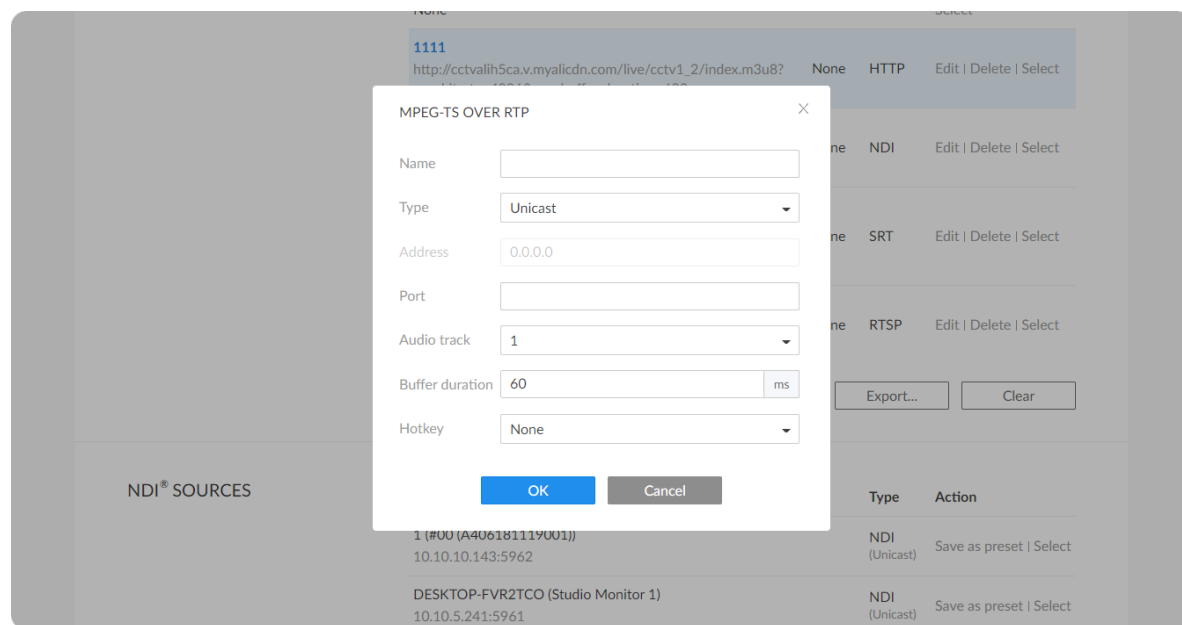 None Select
1111
http://cctvalih5ca.v.myalicdn.com/live/cctv1_2/index.m3u8? None HTTP Edit | Delete | Select
MPEG-TS OVER RTP
Name
ne NDI Edit | Delete | Select
Type Unicast
ne SRT Edit | Delete | Select
Address 0.0.0.0
Port
ne RTSP Edit | Delete | Select
Audio track 1
Buffer duration 60 ms
Export... Clear
Hotkey None
OK Cancel
NDI® SOURCES
Type Action
1 (#00 (A406181119001)) NDI
10.10.10.143:5962 (Unicast) Save as preset | Select
DESKTOP-FVR2TCO (Studio Monitor 1) NDI
10.10.5.241:5961 (Unicast) Save as preset | Select